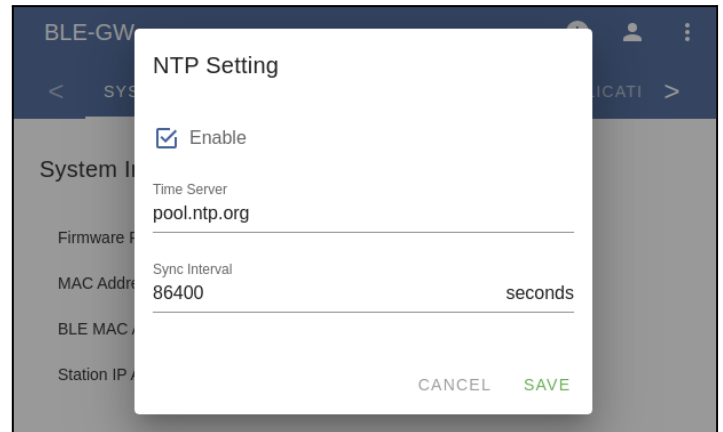 BLE-GW
< SYS ICATI >
NTP Setting
Enable
System I
Time Server
pool.ntp.org
Firmware
Sync Interval
MAC Addre
86400 seconds
BLE MAC
Station IP
CANCEL SAVE